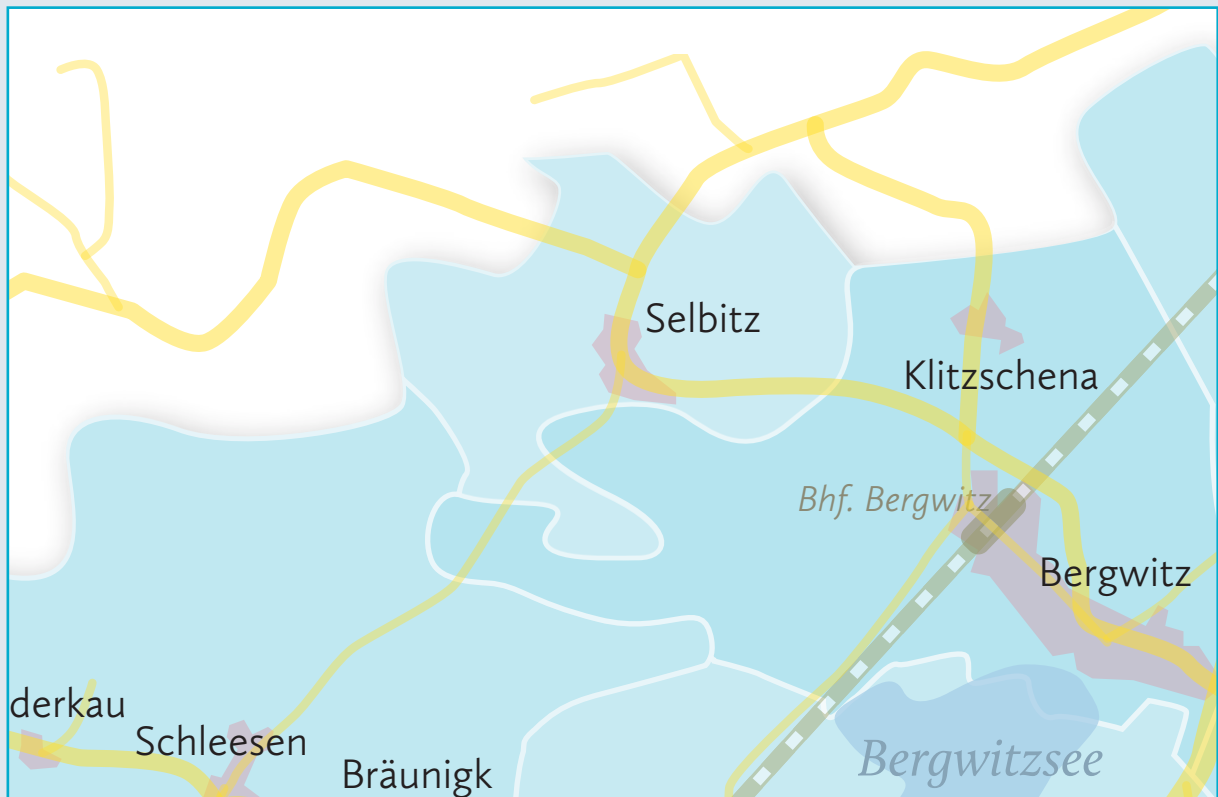 Selbitz
Klitzschena
Bhf. Bergwitz
Bergwitz
derkau
Schleesen
Bergwitzsee
Bräunigk